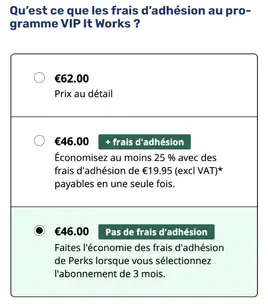 Qu’est ce que les frais d’adhésion au pro-
gramme VIP It Works ?
€62.00
Prix au détail
€46.00 + frais d'adhésion
Économisez au moins 25 % avec des
frais d'adhésion de €19.95 (excl VAT)*
payables en une seule fois.
€46.00 Pas de frais d'adhésion
Faites l'économie des frais d'adhésion
de Perks lorsque vous sélectionnez
l'abonnement de 3 mois.